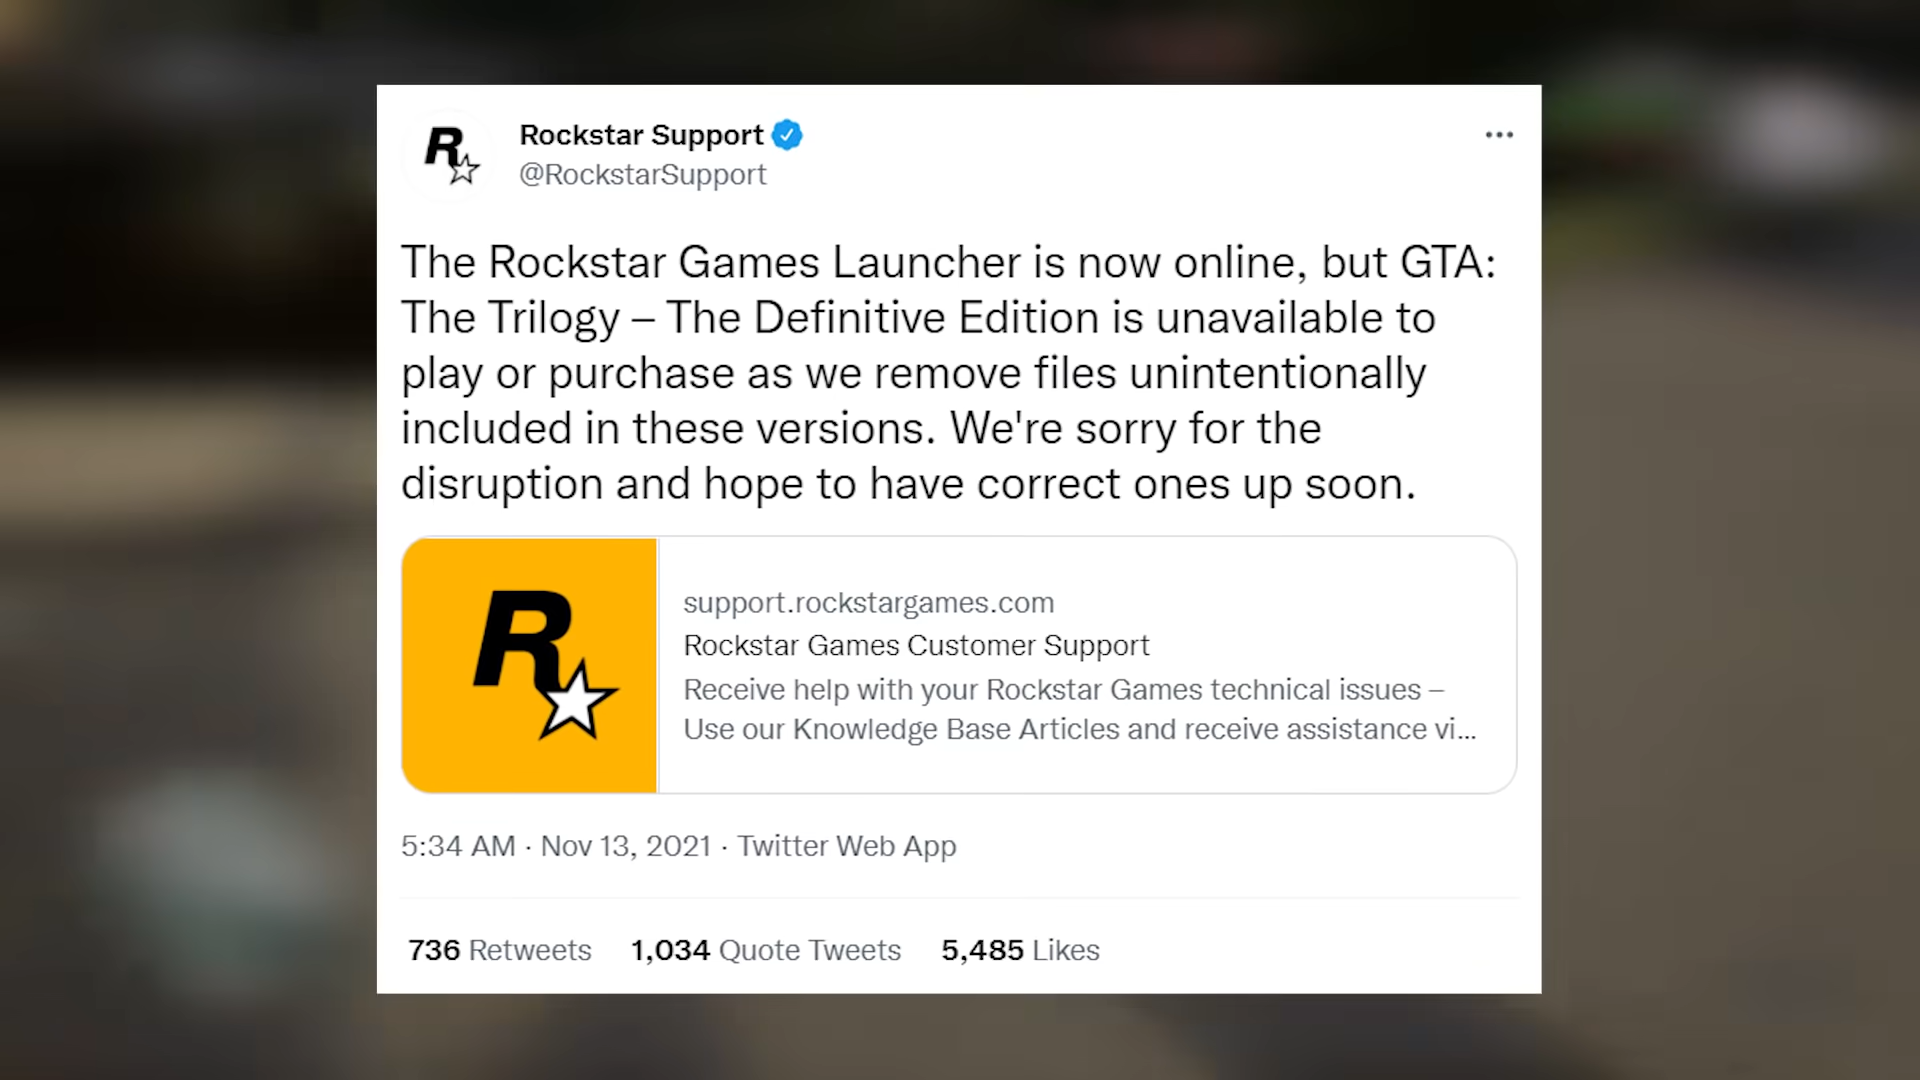 Rockstar Support
@RockstarSupport
The Rockstar Games Launcher is now online, but GTA:
The Trilogy – The Definitive Edition is unavailable to
play or purchase as we remove files unintentionally
included in these versions. We're sorry for the
disruption and hope to have correct ones up soon.
R
support.rockstargames.com
Rockstar Games Customer Support
Receive help with your Rockstar Games technical issues –
Use our Knowledge Base Articles and receive assistance vi...
5:34 AM · Nov 13, 2021 · Twitter Web App
736 Retweets 1,034 Quote Tweets 5,485 Likes